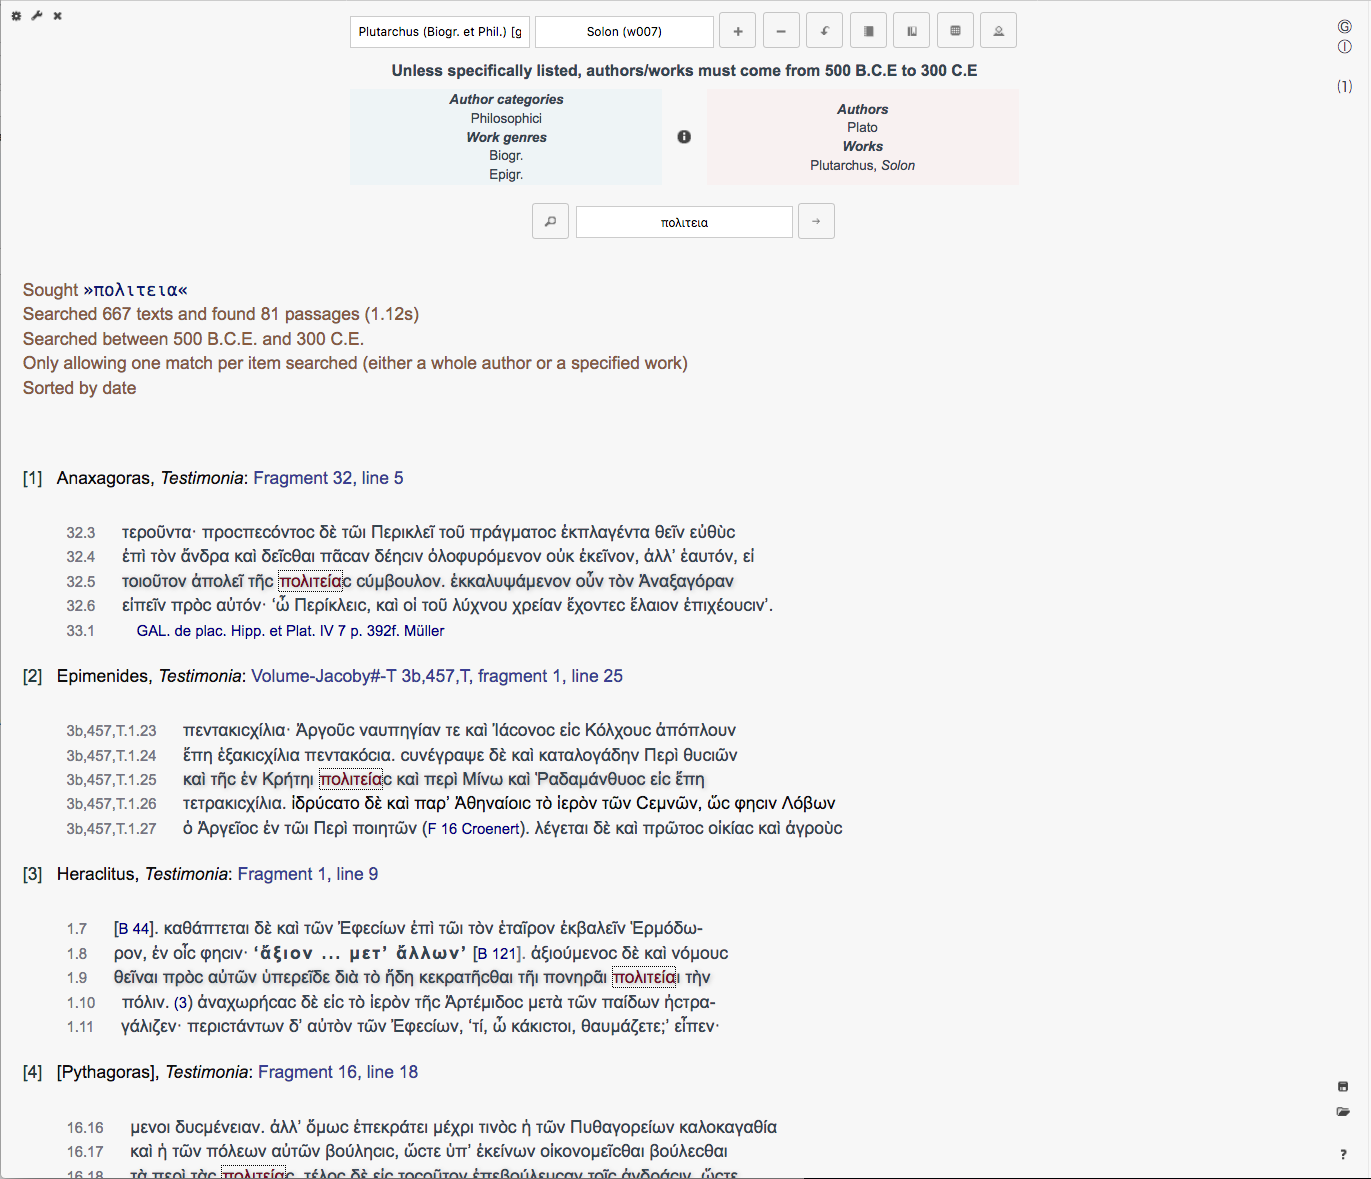 Plutarchus (Biogr. et Phil.) [g
Solon (w007)
+
−
G
I
(1)
Unless specifically listed, authors/works must come from 500 B.C.E to 300 C.E
Author categories
Philosophici
Work genres
Biogr.
Epigr.
Authors
Plato
Works
Plutarchus, Solon
πολιτεια
Sought »πολιτεια«
Searched 667 texts and found 81 passages (1.12s)
Searched between 500 B.C.E. and 300 C.E.
Only allowing one match per item searched (either a whole author or a specified work)
Sorted by date
[1] Anaxagoras, Testimonia: Fragment 32, line 5
32.3 τεροῦντα· προϲπεϲόντοϲ δὲ τῶι Περικλεῖ τοῦ πράγματοϲ ἐκπλαγέντα θεῖν εὐθὺϲ
32.4 ἐπὶ τὸν ἄνδρα καὶ δεῖϲθαι πᾶϲαν δέηϲιν ὀλοφυρόμενον οὐκ ἐκεῖνον, ἀλλ’ ἑαυτόν, εἰ
32.5 τοιοῦτον ἀπολεῖ τῆϲ πολιτείαϲ ϲύμβουλον. ἐκκαλυψάμενον οὖν τὸν Ἀναξαγόραν
32.6 εἰπεῖν πρὸϲ αὐτόν· ‘ὦ Περίκλειϲ, καὶ οἱ τοῦ λύχνου χρείαν ἔχοντεϲ ἔλαιον ἐπιχέουϲιν’.
33.1 GAL. de plac. Hipp. et Plat. IV 7 p. 392f. Müller
[2] Epimenides, Testimonia: Volume-Jacoby#-T 3b,457,T, fragment 1, line 25
3b,457,T.1.23 πεντακιϲχίλια· Ἀργοῦϲ ναυπηγίαν τε καὶ Ἰάϲονοϲ εἰϲ Κόλχουϲ ἀπόπλουν
3b,457,T.1.24 ἔπη ἑξακιϲχίλια πεντακόϲια. ϲυνέγραψε δὲ καὶ καταλογάδην Περὶ θυϲιῶν
3b,457,T.1.25 καὶ τῆϲ ἐν Κρήτηι πολιτείαϲ καὶ περὶ Μίνω καὶ Ῥαδαμάνθυοϲ εἰϲ ἔπη
3b,457,T.1.26 τετρακιϲχίλια. ἱδρύϲατο δὲ καὶ παρ’ Ἀθηναίοιϲ τὸ ἱερὸν τῶν Ϲεμνῶν, ὥϲ φηϲιν Λόβων
3b,457,T.1.27 ὁ Ἀργεῖοϲ ἐν τῶι Περὶ ποιητῶν (F 16 Croenert). λέγεται δὲ καὶ πρῶτοϲ οἰκίαϲ καὶ ἀγροὺϲ
[3] Heraclitus, Testimonia: Fragment 1, line 9
1.7 [B 44]. καθάπτεται δὲ καὶ τῶν Ἐφεϲίων ἐπὶ τῶι τὸν ἑταῖρον ἐκβαλεῖν Ἑρμόδω-
1.8 ρον, ἐν οἷϲ φηϲιν· ‘ἄξιον ... μετ’ ἄλλων’ [B 121]. ἀξιούμενοϲ δὲ καὶ νόμουϲ
1.9 θεῖναι πρὸϲ αὐτῶν ὑπερεῖδε διὰ τὸ ἤδη κεκρατῆϲθαι τῆι πονηρᾶι πολιτείαι τὴν
1.10 πόλιν. (3) ἀναχωρήϲαϲ δὲ εἰϲ τὸ ἱερὸν τῆϲ Ἀρτέμιδοϲ μετὰ τῶν παίδων ἠϲτρα-
1.11 γάλιζεν· περιϲτάντων δ’ αὐτὸν τῶν Ἐφεϲίων, ‘τί, ὦ κάκιϲτοι, θαυμάζετε;’ εἶπεν·
[4] [Pythagoras], Testimonia: Fragment 16, line 18
16.16 μενοι δυϲμένειαν. ἀλλ’ ὅμωϲ ἐπεκράτει μέχρι τινὸϲ ἡ τῶν Πυθαγορείων καλοκαγαθία
16.17 καὶ ἡ τῶν πόλεων αὐτῶν βούληϲιϲ, ὥϲτε ὑπ’ ἐκείνων οἰκονομεῖϲθαι βούλεϲθαι
16.18 τὰ περὶ τὰϲ πολιτείαϲ. τέλοϲ δὲ εἰϲ τοϲοῦτον ἐπεβούλευϲαν τοῖϲ ἀνδράϲιν, ὥϲτε
?